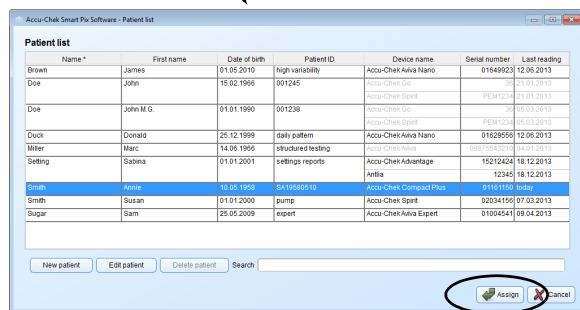 Accu-Chek Smart Pix Software - Patient list
Patient list
Name * First name Date of birth Patient ID Device name Serial number Last reading
Brown James 01.05.2010 high variability Accu-Chek Aviva Nano 01649923 12.06.2013
Doe John 15.02.1966 001245 Accu-Chek Go 36 21.01.2013
Accu-Chek Spirit PEM1234 21.01.2013
Doe John M.G. 01.01.1990 001238 Accu-Chek Go 36 05.03.2013
Accu-Chek Spirit PEM1234 05.03.2013
Duck Donald 25.12.1999 daily pattern Accu-Chek Aviva Nano 01629556 12.06.2013
Miller Marc 14.06.1966 structured testing Accu-Chek Aviva 09876543210 04.01.2013
Setting Sabina 01.01.2001 settings reports Accu-Chek Advantage 15212424 18.12.2013
Antlia 12345 18.12.2013
Smith Annie 10.05.1958 SA19580510 Accu-Chek Compact Plus 01161150 today
Smith Susan 01.01.2000 pump Accu-Chek Spirit 02034156 07.03.2013
Sugar Sam 25.05.2009 expert Accu-Chek Aviva Expert 01004541 09.04.2013
New patient Edit patient Delete patient Search
Assign Cancel